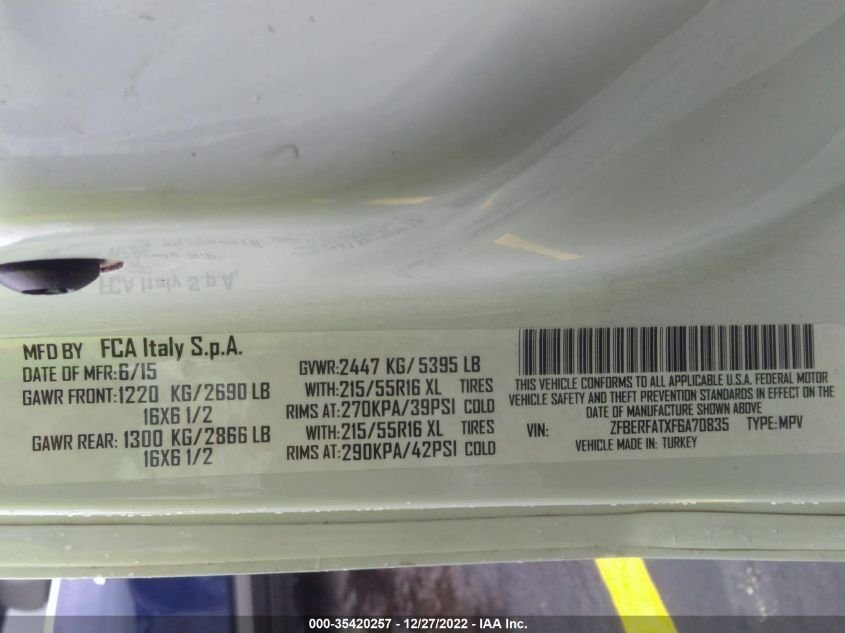 MFD BY FCA Italy S.p.A.
DATE OF MFR: 6/15
GAWR FRONT: 1220 KG/2690 LB
16X6 1/2
GAWR REAR: 1300 KG/2866 LB
16X6 1/2
GVWR: 2447 KG/ 5395 LB
WITH: 215/55R16 XL TIRES
RIMS AT: 270KPA/39PSI COLD
WITH: 215/55R16 XL TIRES
RIMS AT: 290KPA/42PSI COLD
THIS VEHICLE CONFORMS TO ALL APPLICABLE U.S.A. FEDERAL MOTOR
VEHICLE SAFETY AND THEFT PREVENTION STANDARDS IN EFFECT ON THE
DATE OF MANUFACTURE SHOWN ABOVE
VIN: ZFBERFATXF6A70835 TYPE: MPV
VEHICLE MADE IN: TURKEY
000-35420257 - 12/27/2022 - IAA Inc.